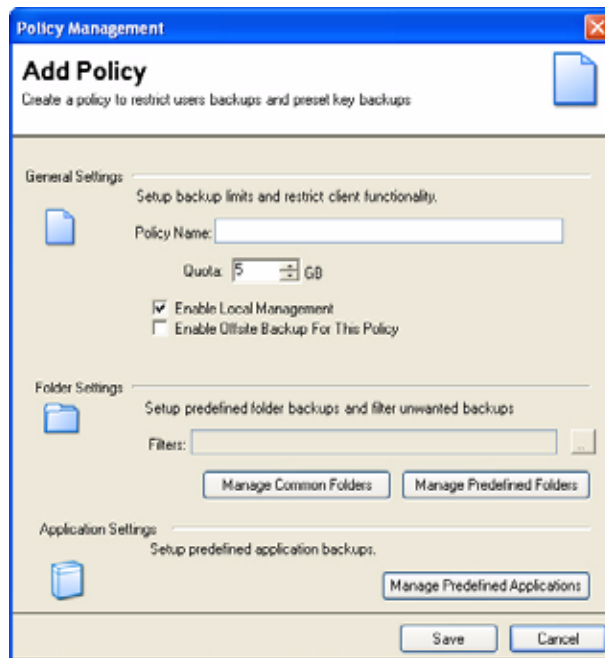 Policy Management
Add Policy
Create a policy to restrict users backups and preset key backups
General Settings
Setup backup limits and restrict client functionality.
Policy Name:
Quota: 5 GB
Enable Local Management
Enable Offsite Backup For This Policy
Folder Settings
Setup predefined folder backups and filter unwanted backups
Filters: ...
Manage Common Folders Manage Predefined Folders
Application Settings
Setup predefined application backups.
Manage Predefined Applications
Save Cancel